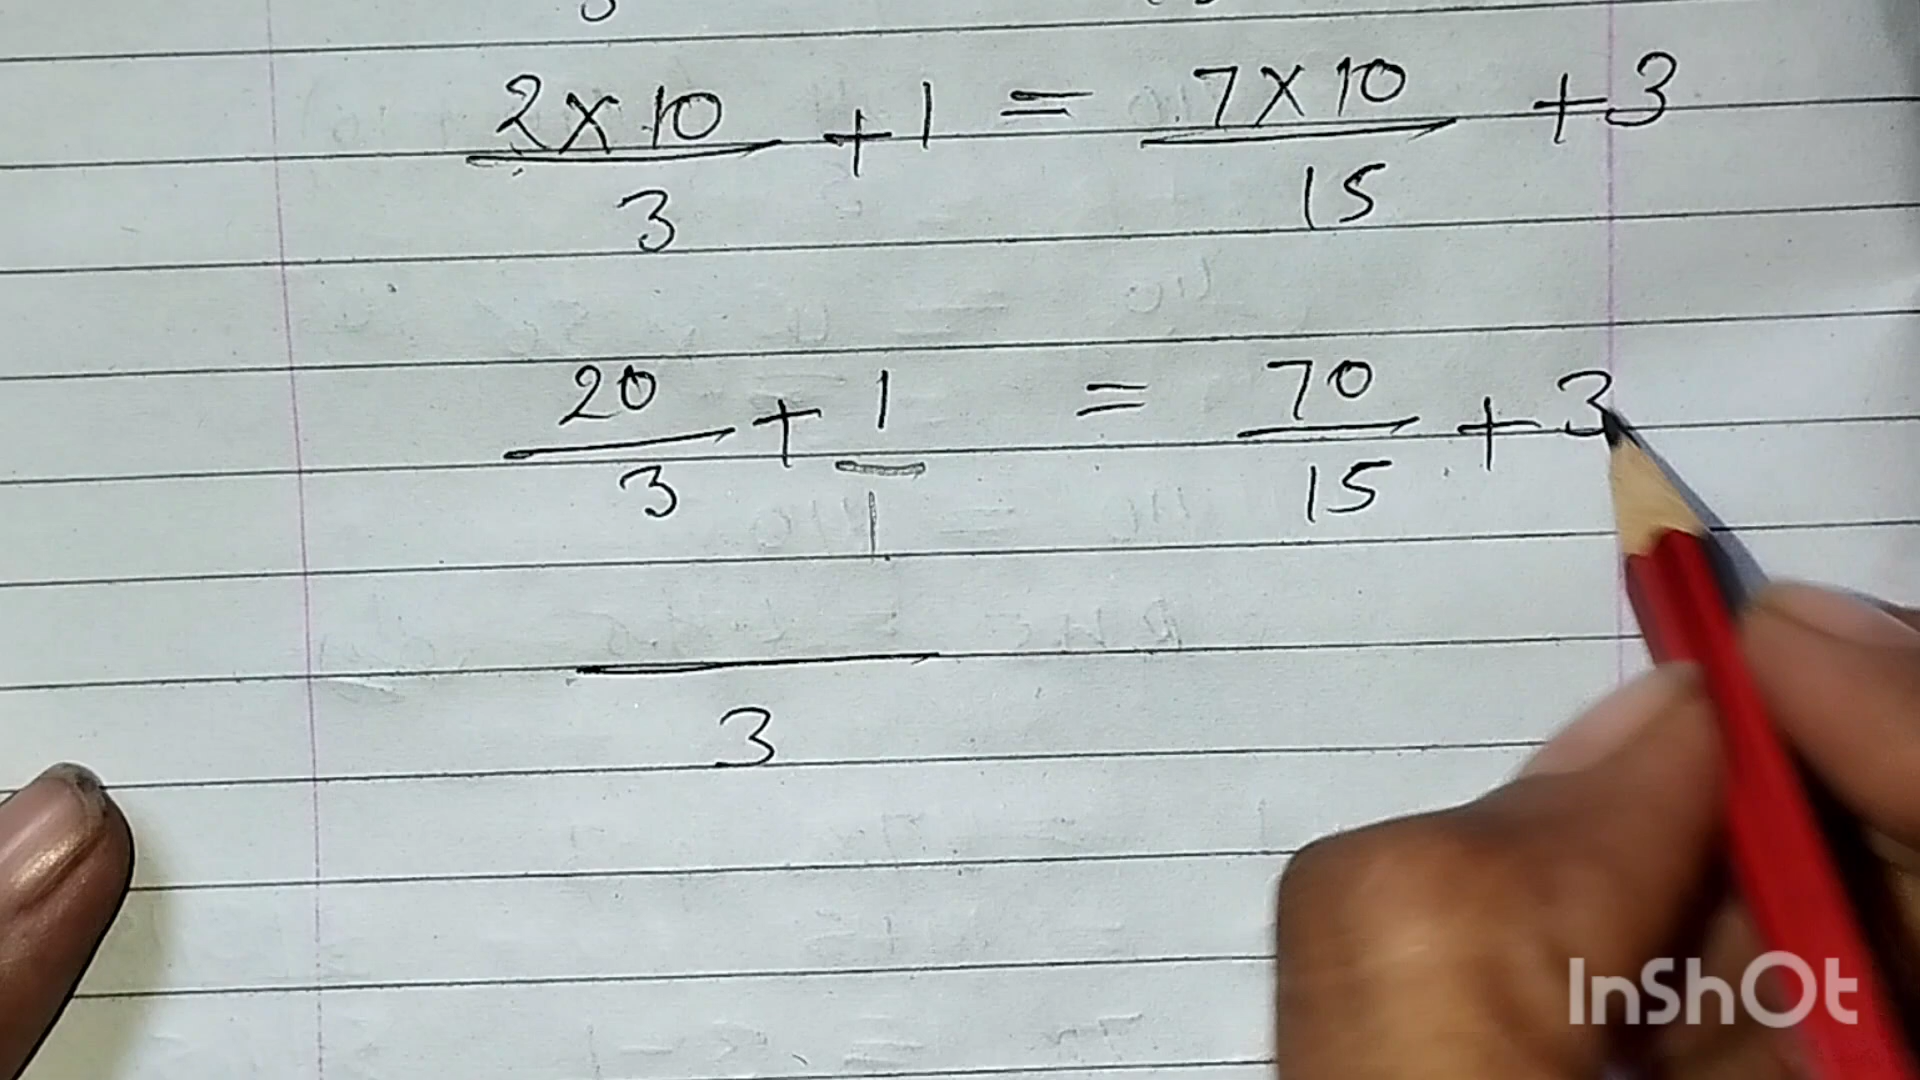 2 × 10 / 3 + 1 = 7 × 10 / 15 + 3
20 / 3 + 1 / 1 = 70 / 15 + 3
/ 3
InShOt